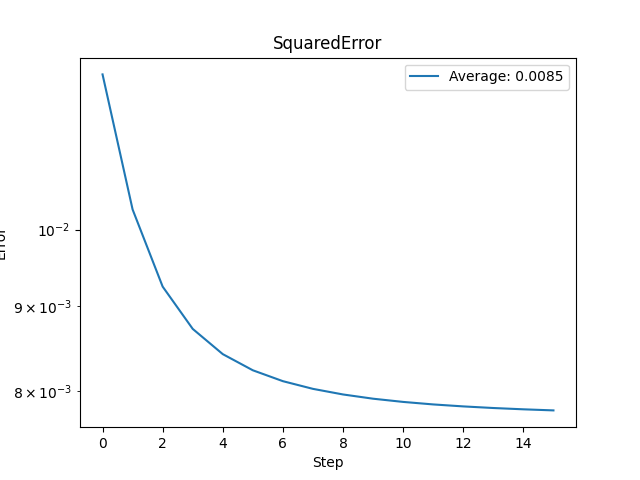 SquaredError
Average: 0.0085
10⁻²
9 × 10⁻³
8 × 10⁻³
Error
0 2 4 6 8 10 12 14
Step